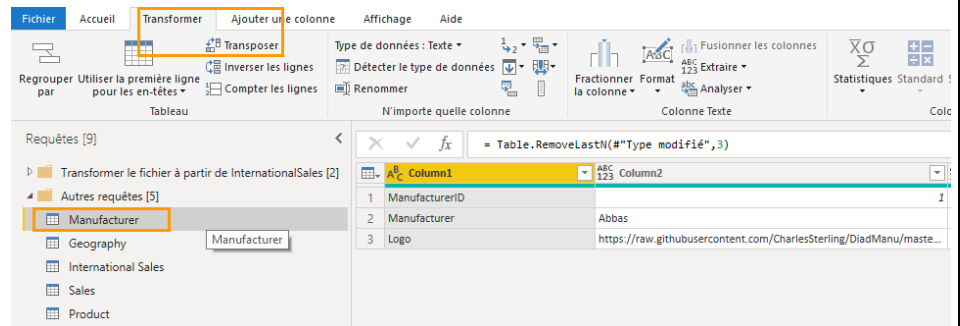 Fichier Accueil Transformer Ajouter une colonne Affichage Aide
Transposer
Inverser les lignes
Compter les lignes
Regrouper par
Utiliser la première ligne pour les en-têtes
Tableau
Type de données : Texte
Détecter le type de données
Renommer
N'importe quelle colonne
Fractionner la colonne
Format
Fusionner les colonnes
Extraire
Analyser
Colonne Texte
Statistiques Standard
Requêtes [9]
fx = Table.RemoveLastN(#"Type modifié",3)
Transformer le fichier à partir de InternationalSales [2]
Autres requêtes [5]
Manufacturer
Manufacturer
Geography
International Sales
Sales
Product
ABC Column1 ABC 123 Column2
1 ManufacturerID 1
2 Manufacturer Abbas
3 Logo https://raw.githubusercontent.com/CharlesSterling/DiadManu/maste...